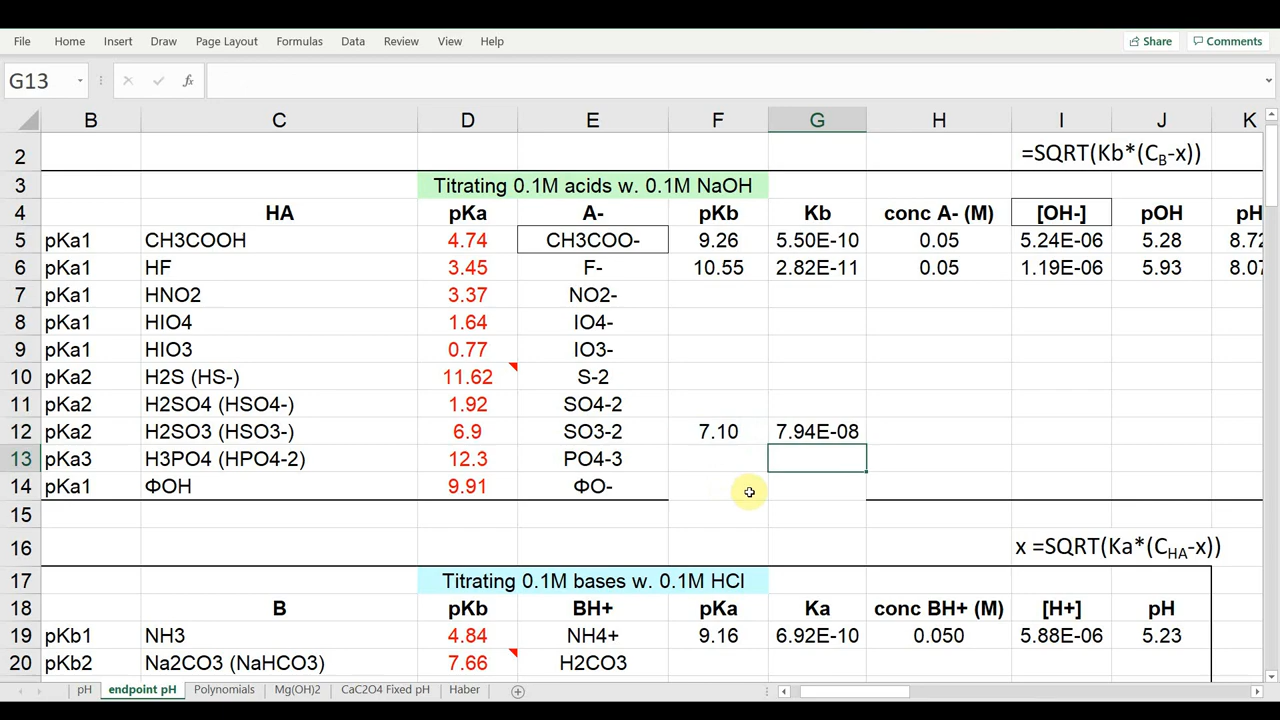 File Home Insert Draw Page Layout Formulas Data Review View Help Share Comments
G13 fx
B C D E F G H I J K
2 =SQRT(Kb*(CB-x))
3 Titrating 0.1M acids w. 0.1M NaOH
4 HA pKa A- pKb Kb conc A- (M) [OH-] pOH pH
5 pKa1 CH3COOH 4.74 CH3COO- 9.26 5.50E-10 0.05 5.24E-06 5.28 8.72
6 pKa1 HF 3.45 F- 10.55 2.82E-11 0.05 1.19E-06 5.93 8.07
7 pKa1 HNO2 3.37 NO2-
8 pKa1 HIO4 1.64 IO4-
9 pKa1 HIO3 0.77 IO3-
10 pKa2 H2S (HS-) 11.62 S-2
11 pKa2 H2SO4 (HSO4-) 1.92 SO4-2
12 pKa2 H2SO3 (HSO3-) 6.9 SO3-2 7.10 7.94E-08
13 pKa3 H3PO4 (HPO4-2) 12.3 PO4-3
14 pKa1 ΦOH 9.91 ΦO-
15
16 x =SQRT(Ka*(CHA-x))
17 Titrating 0.1M bases w. 0.1M HCl
18 B pKb BH+ pKa Ka conc BH+ (M) [H+] pH
19 pKb1 NH3 4.84 NH4+ 9.16 6.92E-10 0.050 5.88E-06 5.23
20 pKb2 Na2CO3 (NaHCO3) 7.66 H2CO3
pH endpoint pH Polynomials Mg(OH)2 CaC2O4 Fixed pH Haber